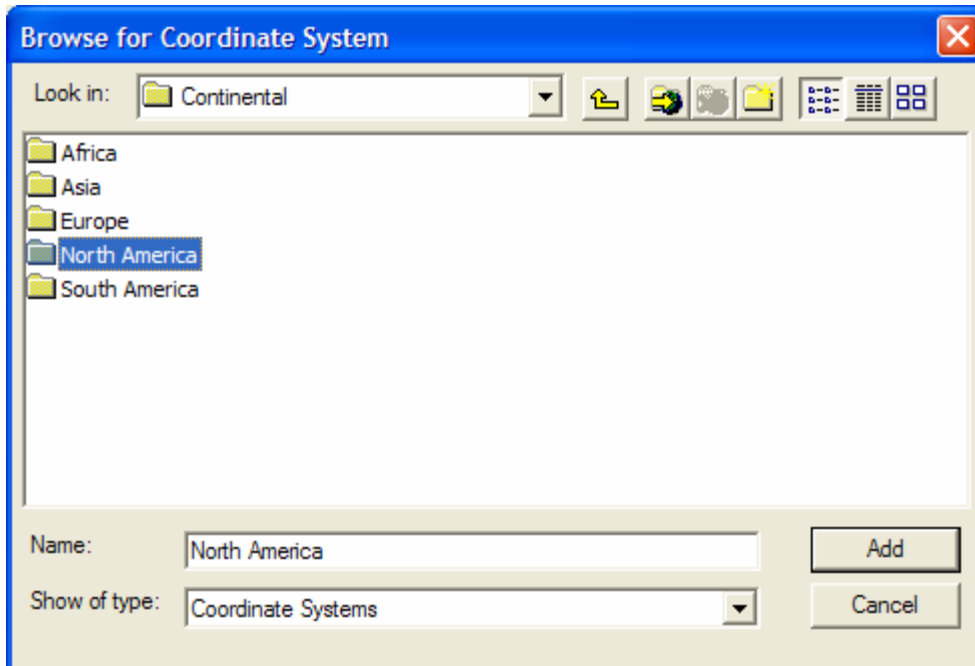 Browse for Coordinate System
Look in: Continental
Africa
Asia
Europe
North America
South America
Name: North America Add
Show of type: Coordinate Systems Cancel